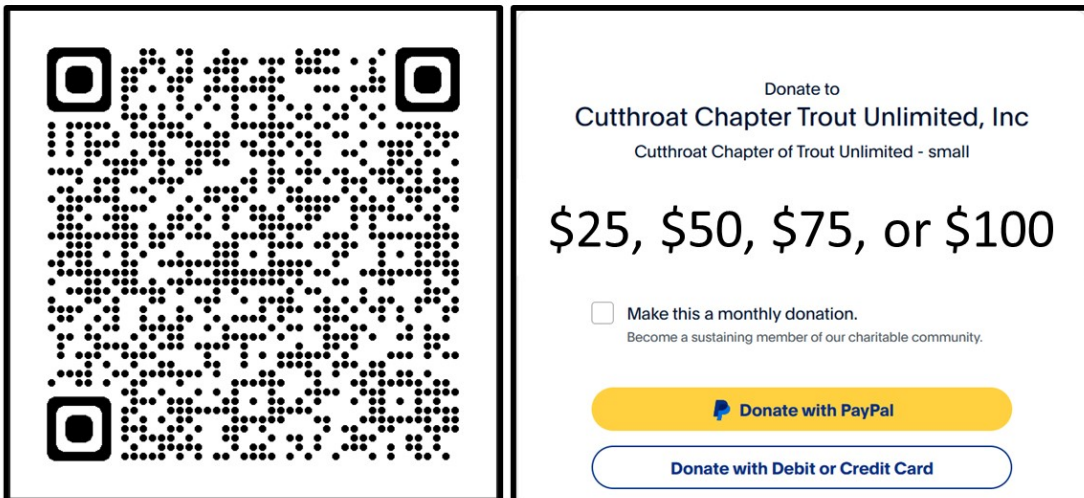 Donate to
Cutthroat Chapter Trout Unlimited, Inc
Cutthroat Chapter of Trout Unlimited - small
$25, $50, $75, or $100
Make this a monthly donation.
Become a sustaining member of our charitable community.
Donate with PayPal
Donate with Debit or Credit Card